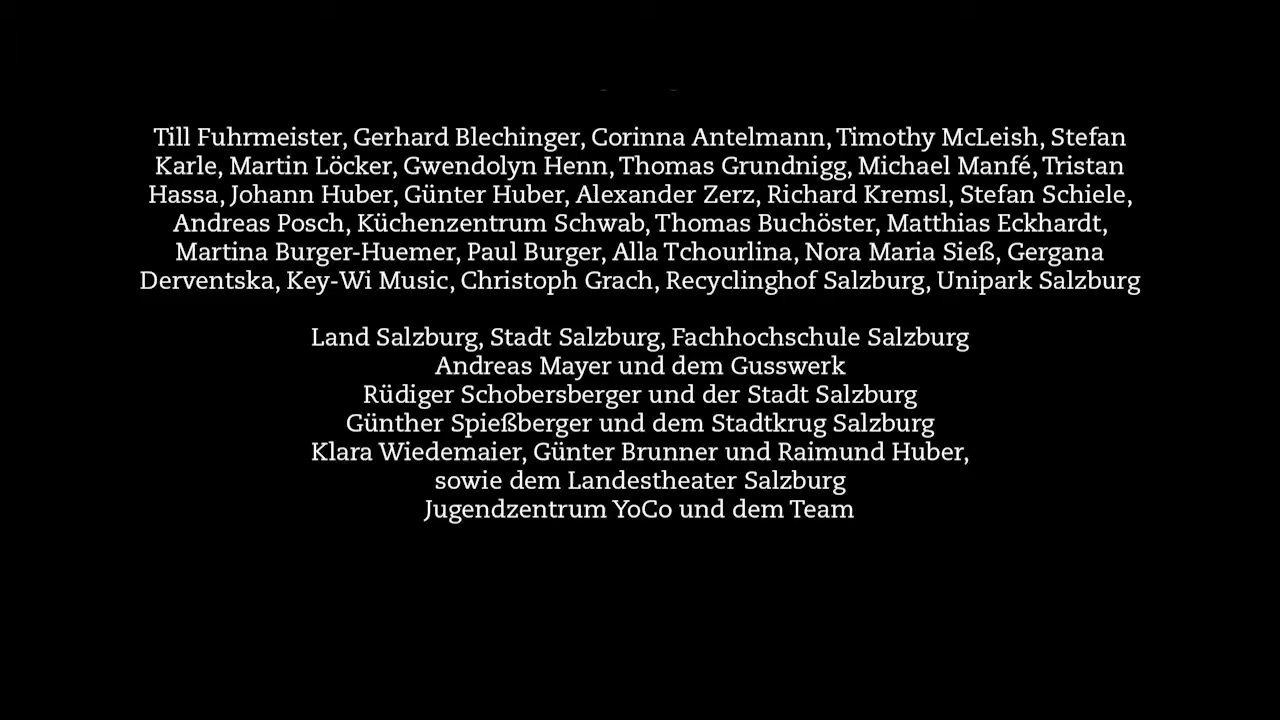 Till Fuhrmeister, Gerhard Blechinger, Corinna Antelmann, Timothy McLeish, Stefan
Karle, Martin Löcker, Gwendolyn Henn, Thomas Grundnigg, Michael Manfé, Tristan
Hassa, Johann Huber, Günter Huber, Alexander Zerz, Richard Kremsl, Stefan Schiele,
Andreas Posch, Küchenzentrum Schwab, Thomas Buchöster, Matthias Eckhardt,
Martina Burger-Huemer, Paul Burger, Alla Tchourlina, Nora Maria Sieß, Gergana
Derventska, Key-Wi Music, Christoph Grach, Recyclinghof Salzburg, Unipark Salzburg
Land Salzburg, Stadt Salzburg, Fachhochschule Salzburg
Andreas Mayer und dem Gusswerk
Rüdiger Schobersberger und der Stadt Salzburg
Günther Spießberger und dem Stadtkrug Salzburg
Klara Wiedemaier, Günter Brunner und Raimund Huber,
sowie dem Landestheater Salzburg
Jugendzentrum YoCo und dem Team